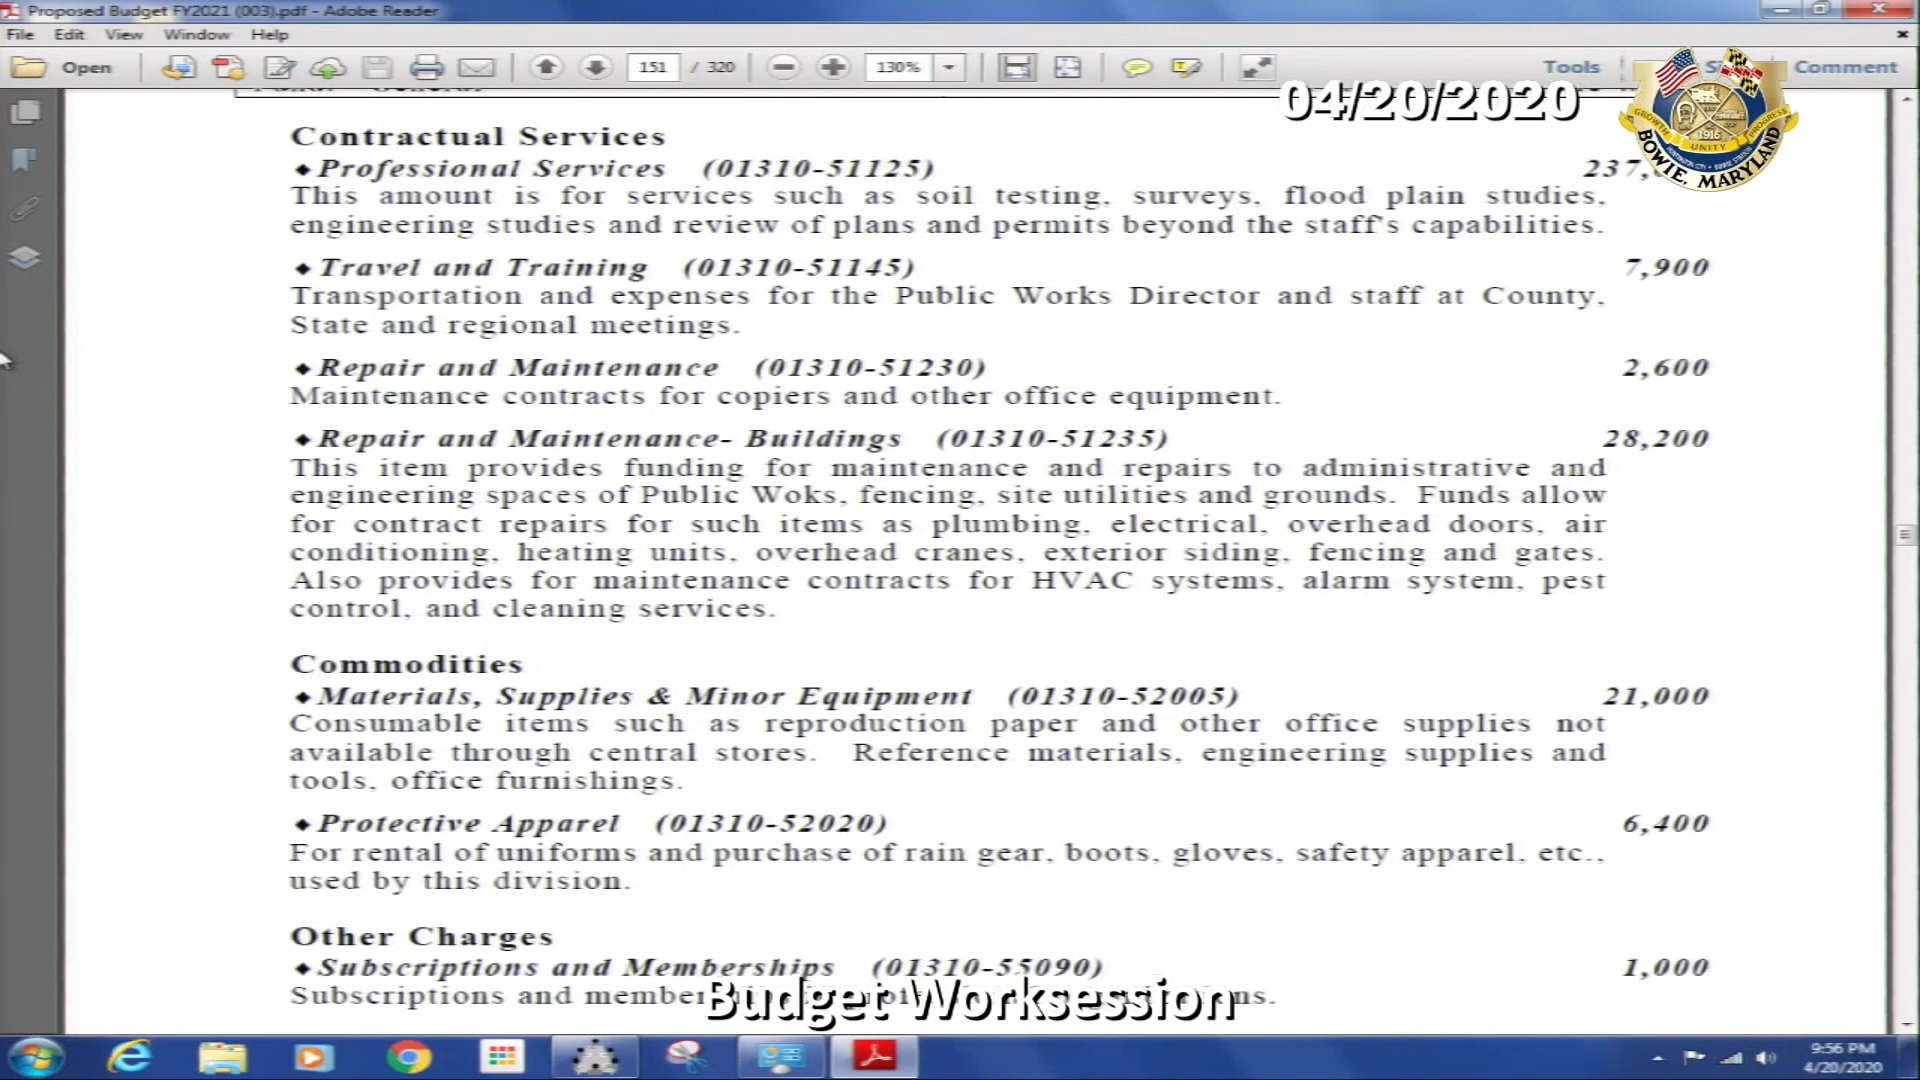 Proposed Budget FY2021 (003).pdf - Adobe Reader
File Edit View Window Help
Open 151 / 320 130% Tools Comment
04/20/2020
GROWTH PROGRESS
1916
UNITY
BOWIE, MARYLAND
Contractual Services
◆Professional Services (01310-51125) 237,
This amount is for services such as soil testing, surveys, flood plain studies,
engineering studies and review of plans and permits beyond the staff's capabilities.
◆Travel and Training (01310-51145) 7,900
Transportation and expenses for the Public Works Director and staff at County,
State and regional meetings.
◆Repair and Maintenance (01310-51230) 2,600
Maintenance contracts for copiers and other office equipment.
◆Repair and Maintenance- Buildings (01310-51235) 28,200
This item provides funding for maintenance and repairs to administrative and
engineering spaces of Public Woks, fencing, site utilities and grounds. Funds allow
for contract repairs for such items as plumbing, electrical, overhead doors, air
conditioning, heating units, overhead cranes, exterior siding, fencing and gates.
Also provides for maintenance contracts for HVAC systems, alarm system, pest
control, and cleaning services.
Commodities
◆Materials, Supplies & Minor Equipment (01310-52005) 21,000
Consumable items such as reproduction paper and other office supplies not
available through central stores. Reference materials, engineering supplies and
tools, office furnishings.
◆Protective Apparel (01310-52020) 6,400
For rental of uniforms and purchase of rain gear, boots, gloves, safety apparel, etc.,
used by this division.
Other Charges
◆Subscriptions and Memberships (01310-55090) 1,000
Subscriptions and
Budget Worksession
9:56 PM
4/20/2020